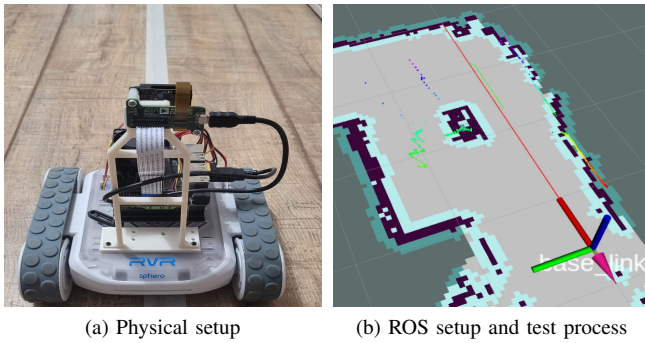 RVR
sphero
base_link
(a) Physical setup
(b) ROS setup and test process